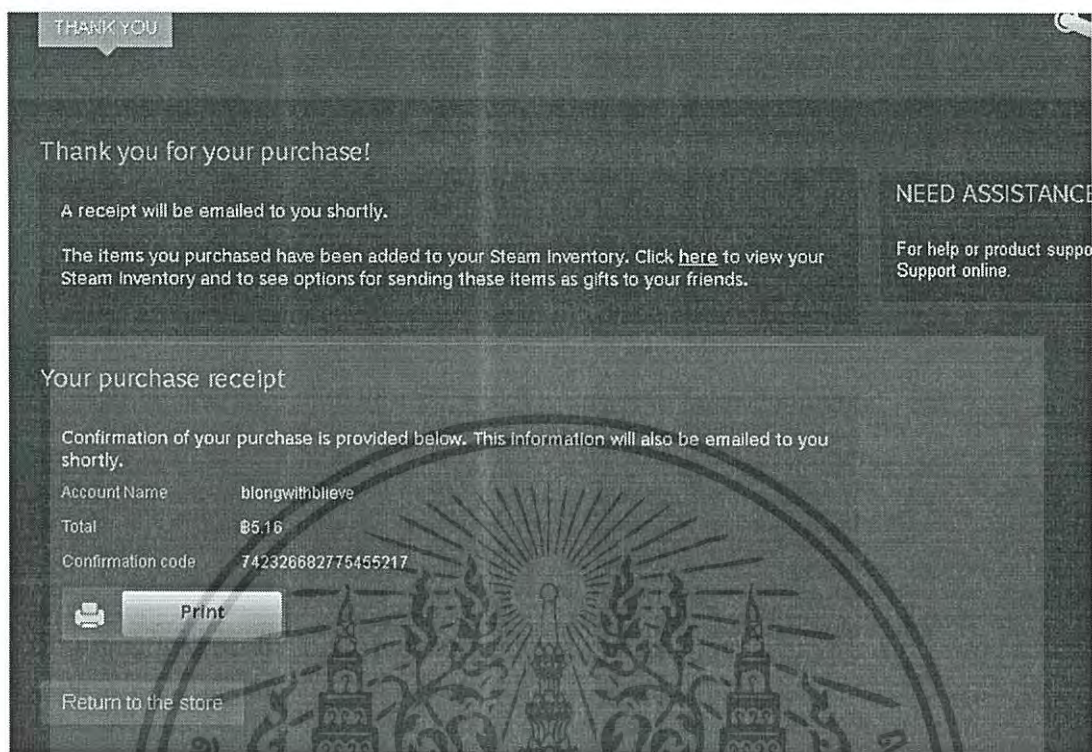 THANK YOU
Thank you for your purchase!
A receipt will be emailed to you shortly.
The items you purchased have been added to your Steam Inventory. Click here to view your
Steam Inventory and to see options for sending these items as gifts to your friends.
NEED ASSISTANCE
For help or product suppo
Support online.
Your purchase receipt
Confirmation of your purchase is provided below. This information will also be emailed to you
shortly.
Account Name blongwithblieve
Total ฿5.16
Confirmation code 742326682775455217
Print
Return to the store